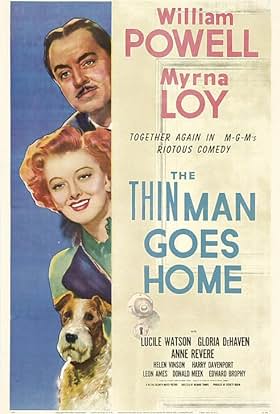 William
POWELL
Myrna
LOY
TOGETHER AGAIN IN M-G-M's
RIOTOUS COMEDY
THE
THIN MAN
GOES
HOME
LUCILE WATSON GLORIA DeHAVEN
ANNE REVERE
HELEN VINSON HARRY DAVENPORT
LEON AMES DONALD MEEK EDWARD BROPHY